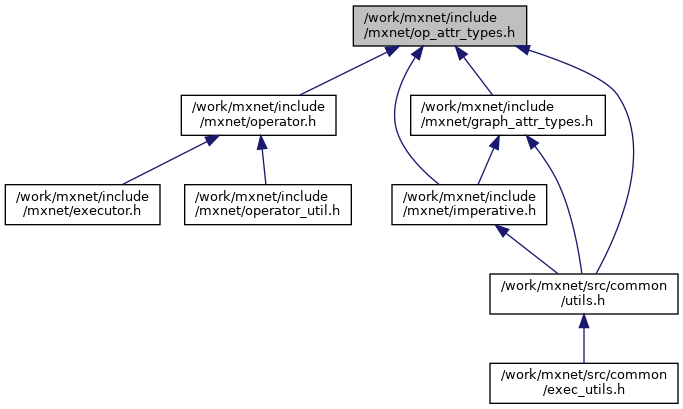 /work/mxnet/include
/mxnet/op_attr_types.h
/work/mxnet/include
/mxnet/operator.h
/work/mxnet/include
/mxnet/graph_attr_types.h
/work/mxnet/include
/mxnet/executor.h
/work/mxnet/include
/mxnet/operator_util.h
/work/mxnet/include
/mxnet/imperative.h
/work/mxnet/src/common
/utils.h
/work/mxnet/src/common
/exec_utils.h